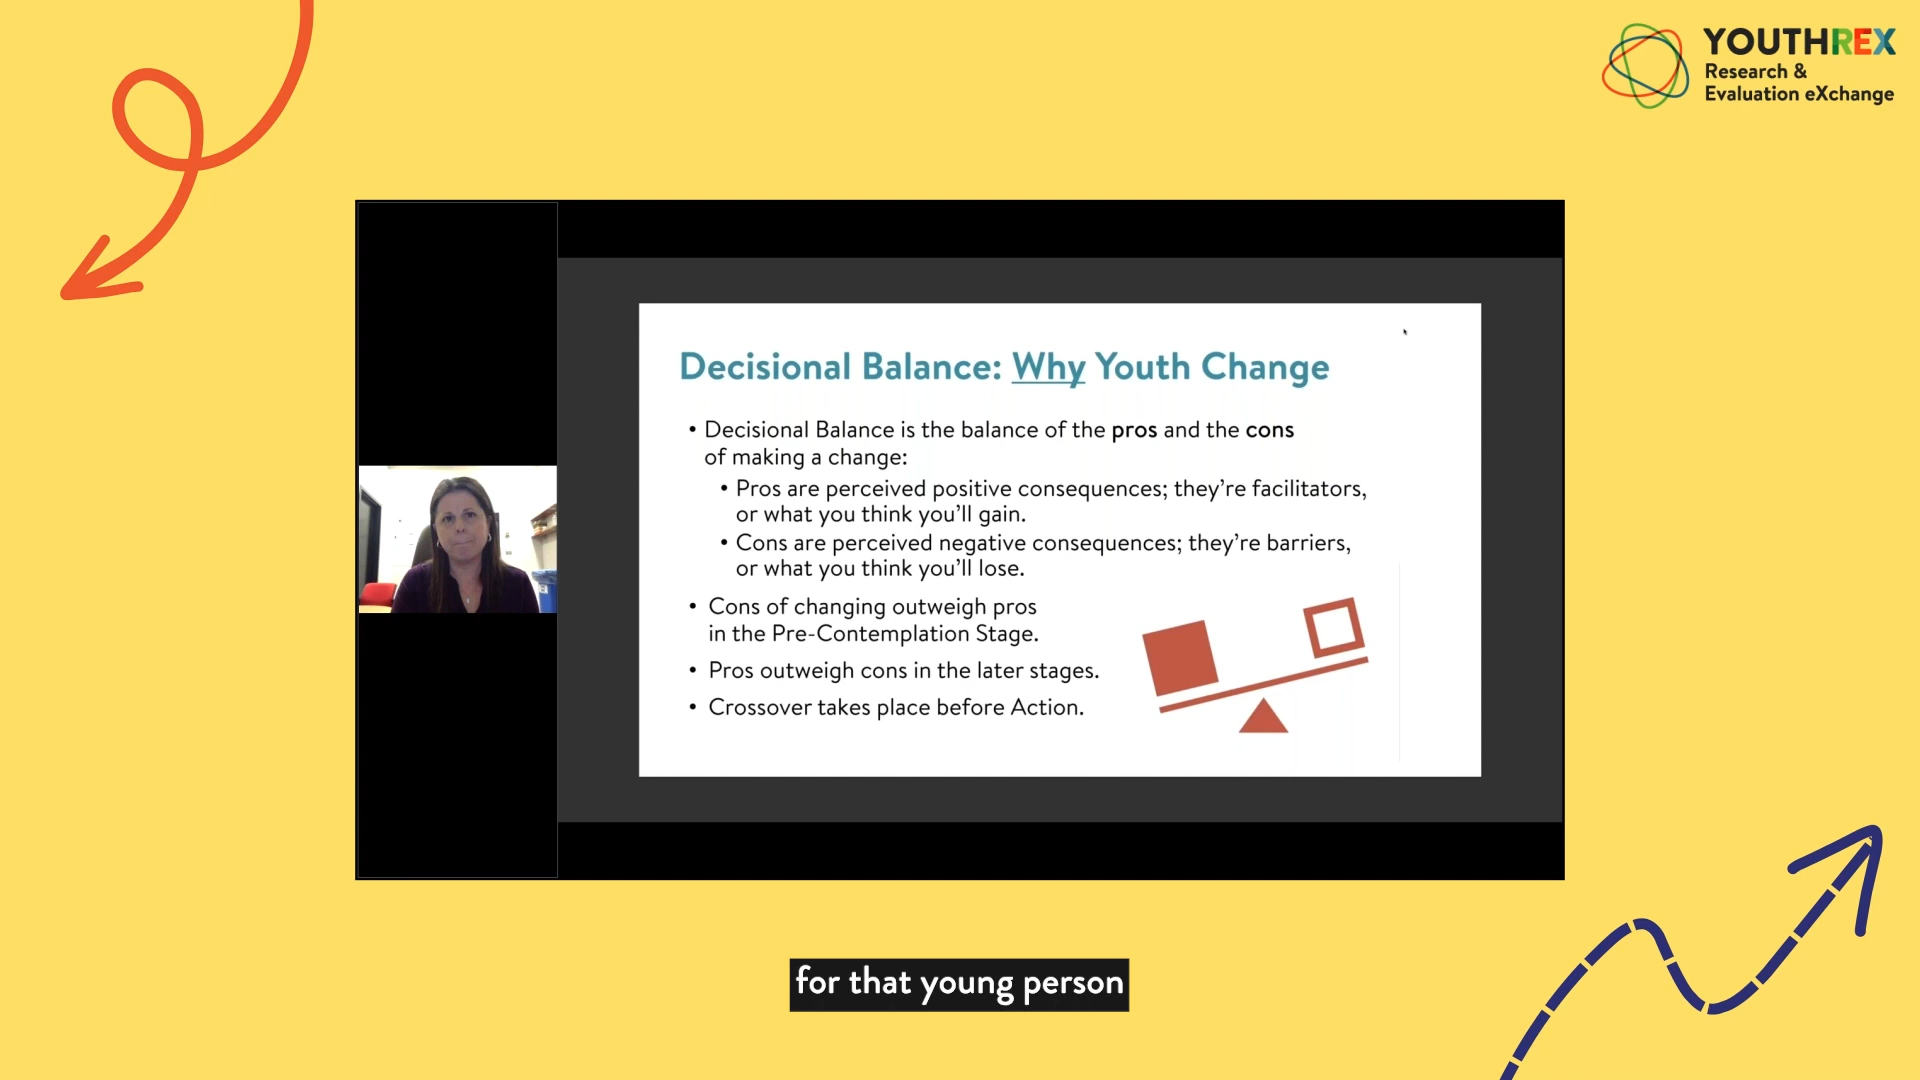 YOUTHREX
Research &
Evaluation eXchange
Decisional Balance: Why Youth Change
• Decisional Balance is the balance of the pros and the cons
of making a change:
• Pros are perceived positive consequences; they’re facilitators,
or what you think you’ll gain.
• Cons are perceived negative consequences; they’re barriers,
or what you think you’ll lose.
• Cons of changing outweigh pros
in the Pre-Contemplation Stage.
• Pros outweigh cons in the later stages.
• Crossover takes place before Action.
for that young person